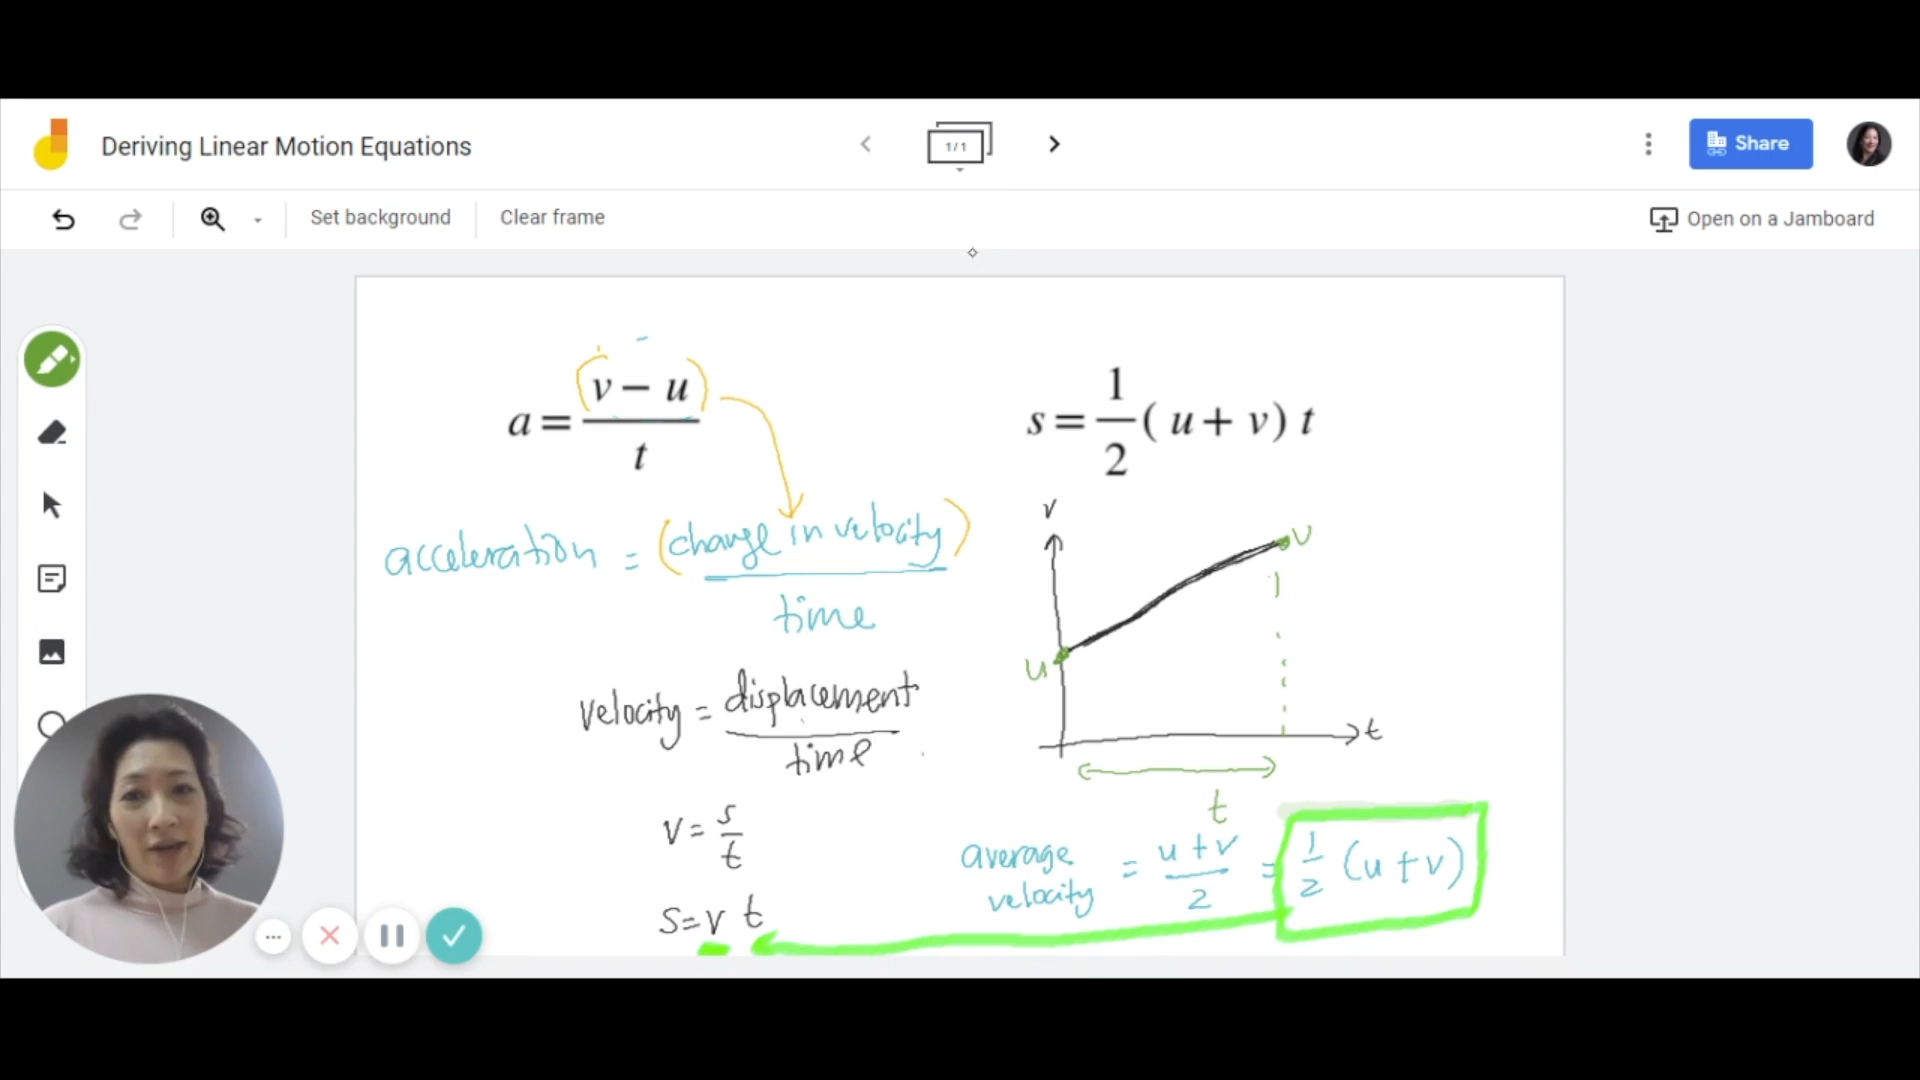 Deriving Linear Motion Equations
1/1
Share
Set background
Clear frame
Open on a Jamboard
a = (v − u) / t
s = 1/2 ( u + v) t
acceleration = (change in velocity)
time
v
v
u
t
t
velocity = displacement
time
v = s/t
average velocity = u + v / 2 = 1/2 (u + v)
s = v t